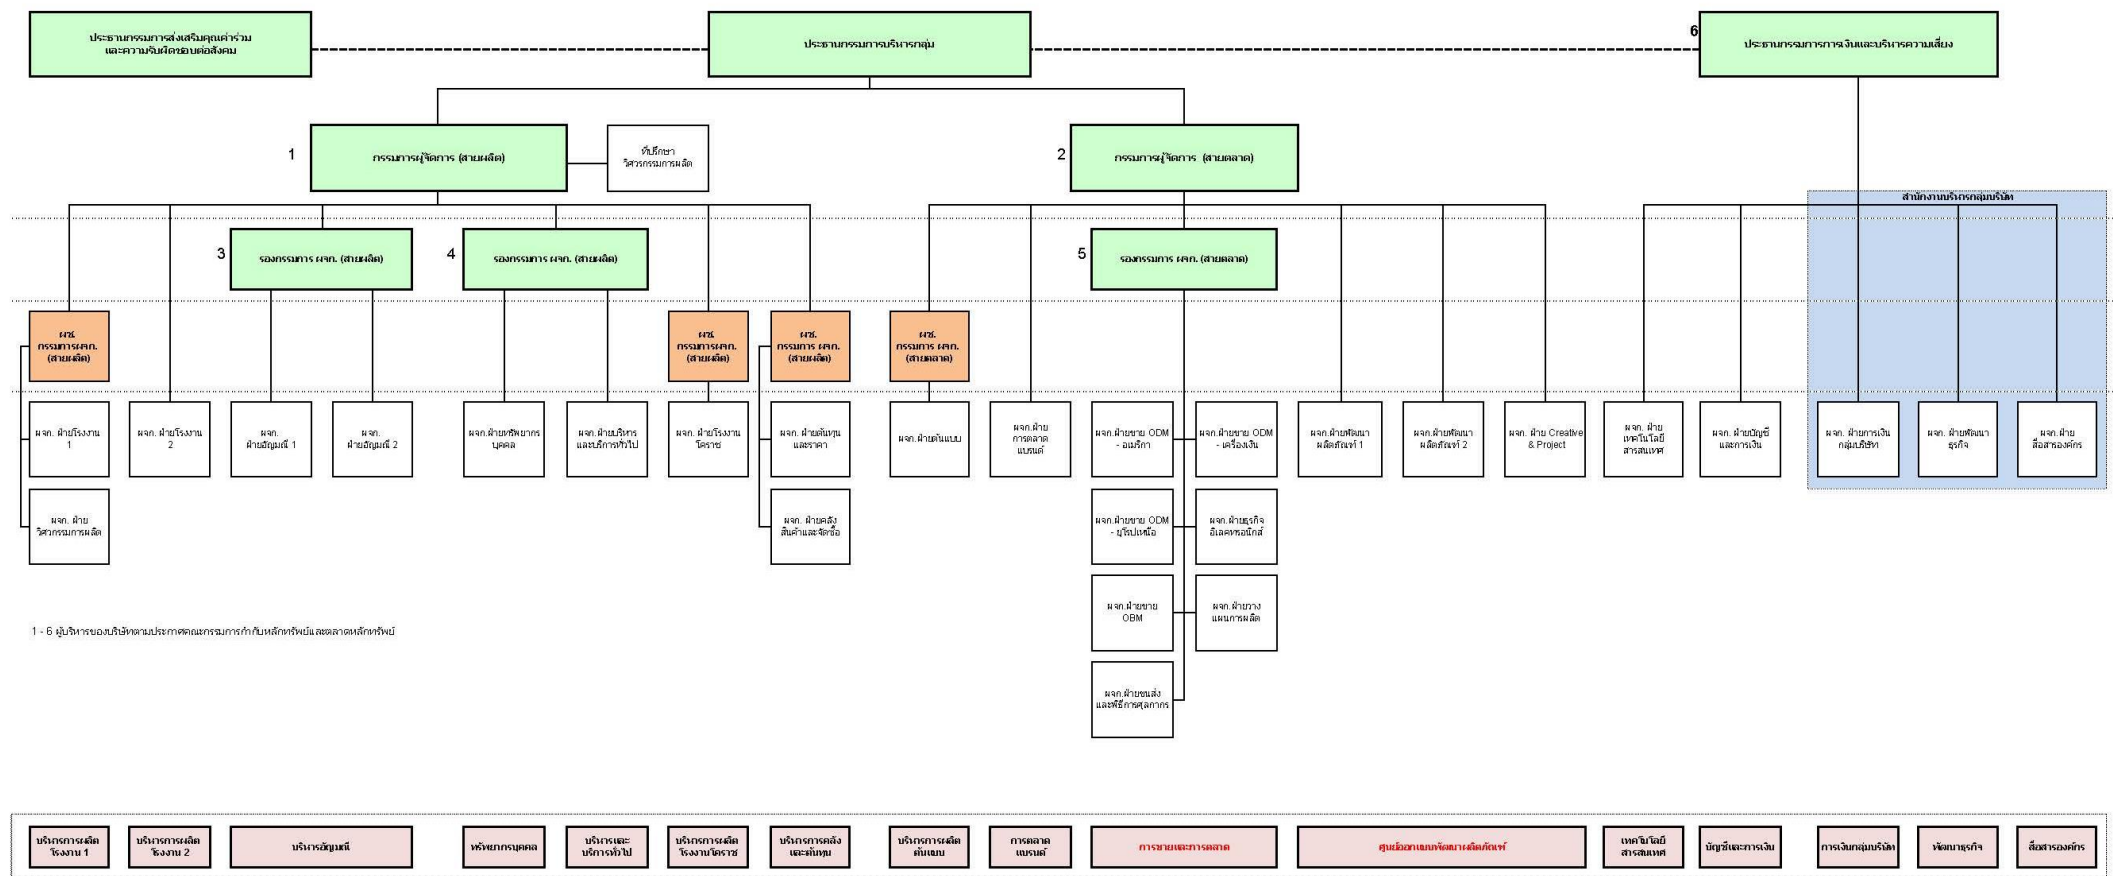 ประธานกรรมการส่งเสริมคุณค่าร่วม
และความรับผิดชอบต่อสังคม
ประธานกรรมการบริหารกลุ่ม
6
ประธานกรรมการการเงินและบริหารความเสี่ยง
1
กรรมการผู้จัดการ (สายผลิต)
ที่ปรึกษา
วิศวกรรมการผลิต
2
กรรมการผู้จัดการ (สายตลาด)
สำนักงานบริหารกลุ่มบริษัท
3
รองกรรมการ ผจก. (สายผลิต)
4
รองกรรมการ ผจก. (สายผลิต)
5
รองกรรมการ ผจก. (สายตลาด)
ผช.
กรรมการผจก.
(สายผลิต)
ผช.
กรรมการผจก.
(สายผลิต)
ผช.
กรรมการ ผจก.
(สายผลิต)
ผช.
กรรมการ ผจก.
(สายตลาด)
ผจก. ฝ่ายโรงงาน
1
ผจก. ฝ่ายโรงงาน
2
ผจก.
ฝ่ายอัญมณี 1
ผจก.
ฝ่ายอัญมณี 2
ผจก.ฝ่ายทรัพยากร
บุคคล
ผจก.ฝ่ายบริหาร
และบริการทั่วไป
ผจก.ฝ่ายโรงงาน
โคราช
ผจก. ฝ่ายต้นทุน
และราคา
ผจก.ฝ่ายต้นแบบ
ผจก.ฝ่าย
การตลาด
แบรนด์
ผจก.ฝ่ายขาย ODM
- อเมริกา
ผจก.ฝ่ายขาย ODM
- เครื่องเงิน
ผจก.ฝ่ายพัฒนา
ผลิตภัณฑ์ 1
ผจก.ฝ่ายพัฒนา
ผลิตภัณฑ์ 2
ผจก. ฝ่าย Creative
& Project
ผจก. ฝ่าย
เทคโนโลยี
สารสนเทศ
ผจก. ฝ่ายบัญชี
และการเงิน
ผจก. ฝ่ายการเงิน
กลุ่มบริษัท
ผจก. ฝ่ายพัฒนา
ธุรกิจ
ผจก.ฝ่าย
สื่อสารองค์กร
ผจก. ฝ่าย
วิศวกรรมการผลิต
ผจก. ฝ่ายคลัง
สินค้าและจัดซื้อ
ผจก.ฝ่ายขาย ODM
- ยุโรปเหนือ
ผจก.ฝ่ายธุรกิจ
อิเลคทรอนิกส์
ผจก.ฝ่ายขาย
OBM
ผจก.ฝ่ายวาง
แผนการผลิต
1 - 6 ผู้บริหารของบริษัทตามประกาศคณะกรรมการกำกับหลักทรัพย์และตลาดหลักทรัพย์
ผจก.ฝ่ายขนส่ง
และพิธีการศุลกากร
บริหารการผลิต
โรงงาน 1
บริหารการผลิต
โรงงาน 2
บริหารอัญมณี
ทรัพยากรบุคคล
บริหารและ
บริการทั่วไป
บริหารการผลิต
โรงงานโคราช
บริหารการคลัง
และต้นทุน
บริหารการผลิต
ต้นแบบ
การตลาด
แบรนด์
การขายและการตลาด
ศูนย์ออกแบบพัฒนาผลิตภัณฑ์
เทคโนโลยี
สารสนเทศ
บัญชีและการเงิน
การเงินกลุ่มบริษัท
พัฒนาธุรกิจ
สื่อสารองค์กร